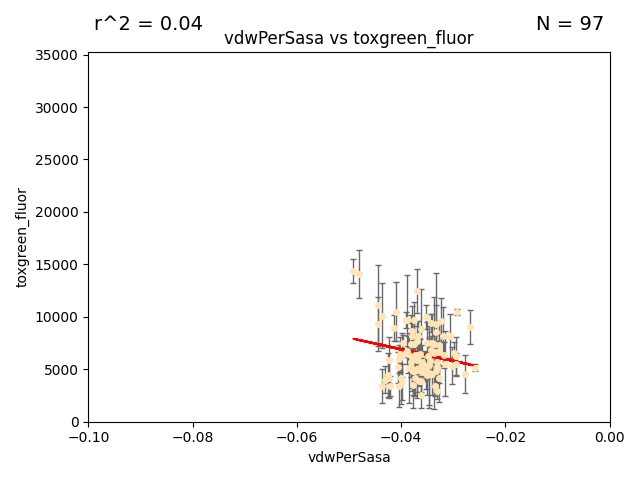 r^2 = 0.04
N = 97
vdwPerSasa vs toxgreen_fluor
35000
30000
25000
20000
15000
10000
5000
0
toxgreen_fluor
−0.10
−0.08
−0.06
−0.04
−0.02
0.00
vdwPerSasa